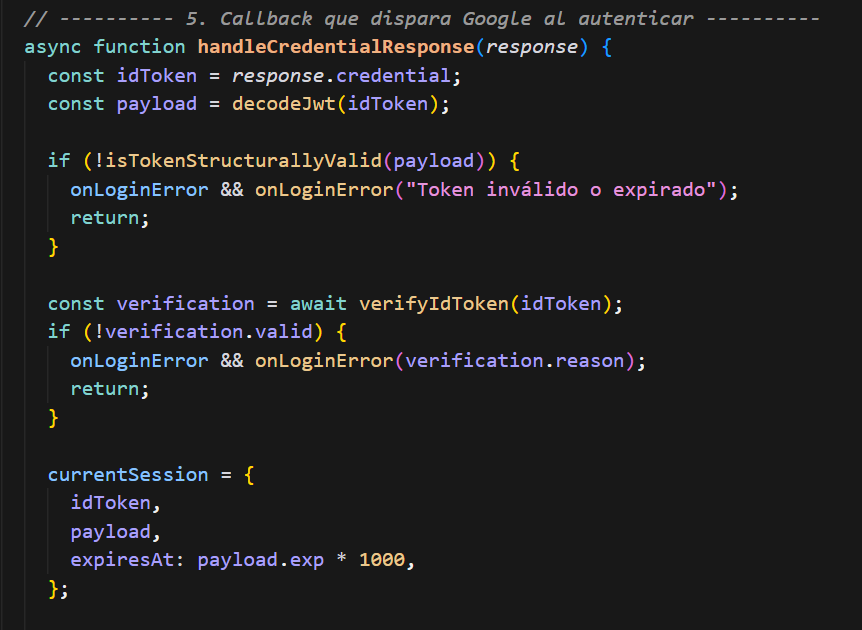 // ---------- 5. Callback que dispara Google al autenticar ----------
async function handleCredentialResponse(response) {
  const idToken = response.credential;
  const payload = decodeJwt(idToken);

  if (!isTokenStructurallyValid(payload)) {
    onLoginError && onLoginError("Token inválido o expirado");
    return;
  }

  const verification = await verifyIdToken(idToken);
  if (!verification.valid) {
    onLoginError && onLoginError(verification.reason);
    return;
  }

  currentSession = {
    idToken,
    payload,
    expiresAt: payload.exp * 1000,
  };